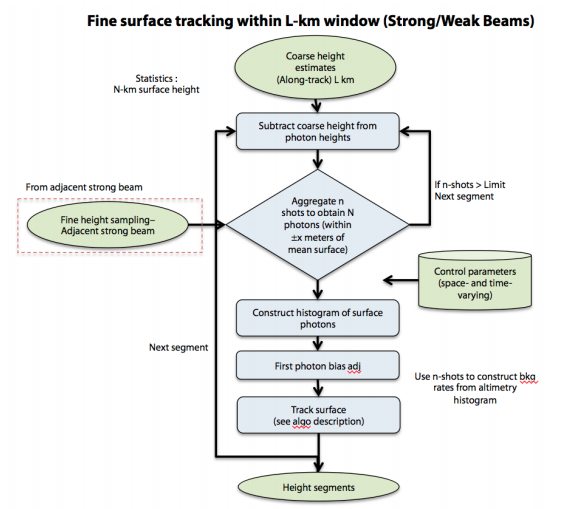 Fine surface tracking within L-km window (Strong/Weak Beams)
Coarse height
estimates
(Along-track) L km
Statistics :
N-km surface height
Subtract coarse height from
photon heights
If n-shots > Limit
Next segment
From adjacent strong beam
Fine height sampling–
Adjacent strong beam
Aggregate n
shots to obtain N
photons (within
±x meters of
mean surface)
Control parameters
(space- and time-
varying)
Construct histogram of surface
photons
Next segment
First photon bias adj
Use n-shots to construct bkg
rates from altimetry
histogram
Track surface
(see algo description)
Height segments